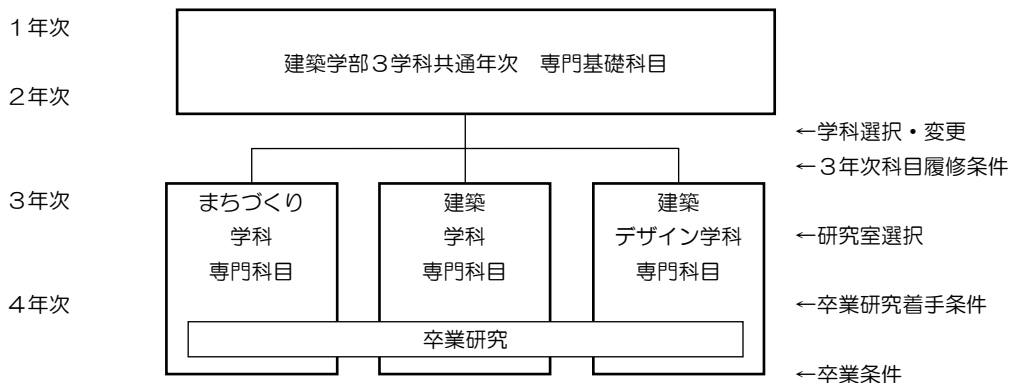 1年次
建築学部3学科共通年次　専門基礎科目
2年次
←学科選択・変更
←3年次科目履修条件
3年次
まちづくり
学科
専門科目
建築
学科
専門科目
建築
デザイン学科
専門科目
←研究室選択
4年次
←卒業研究着手条件
卒業研究
←卒業条件